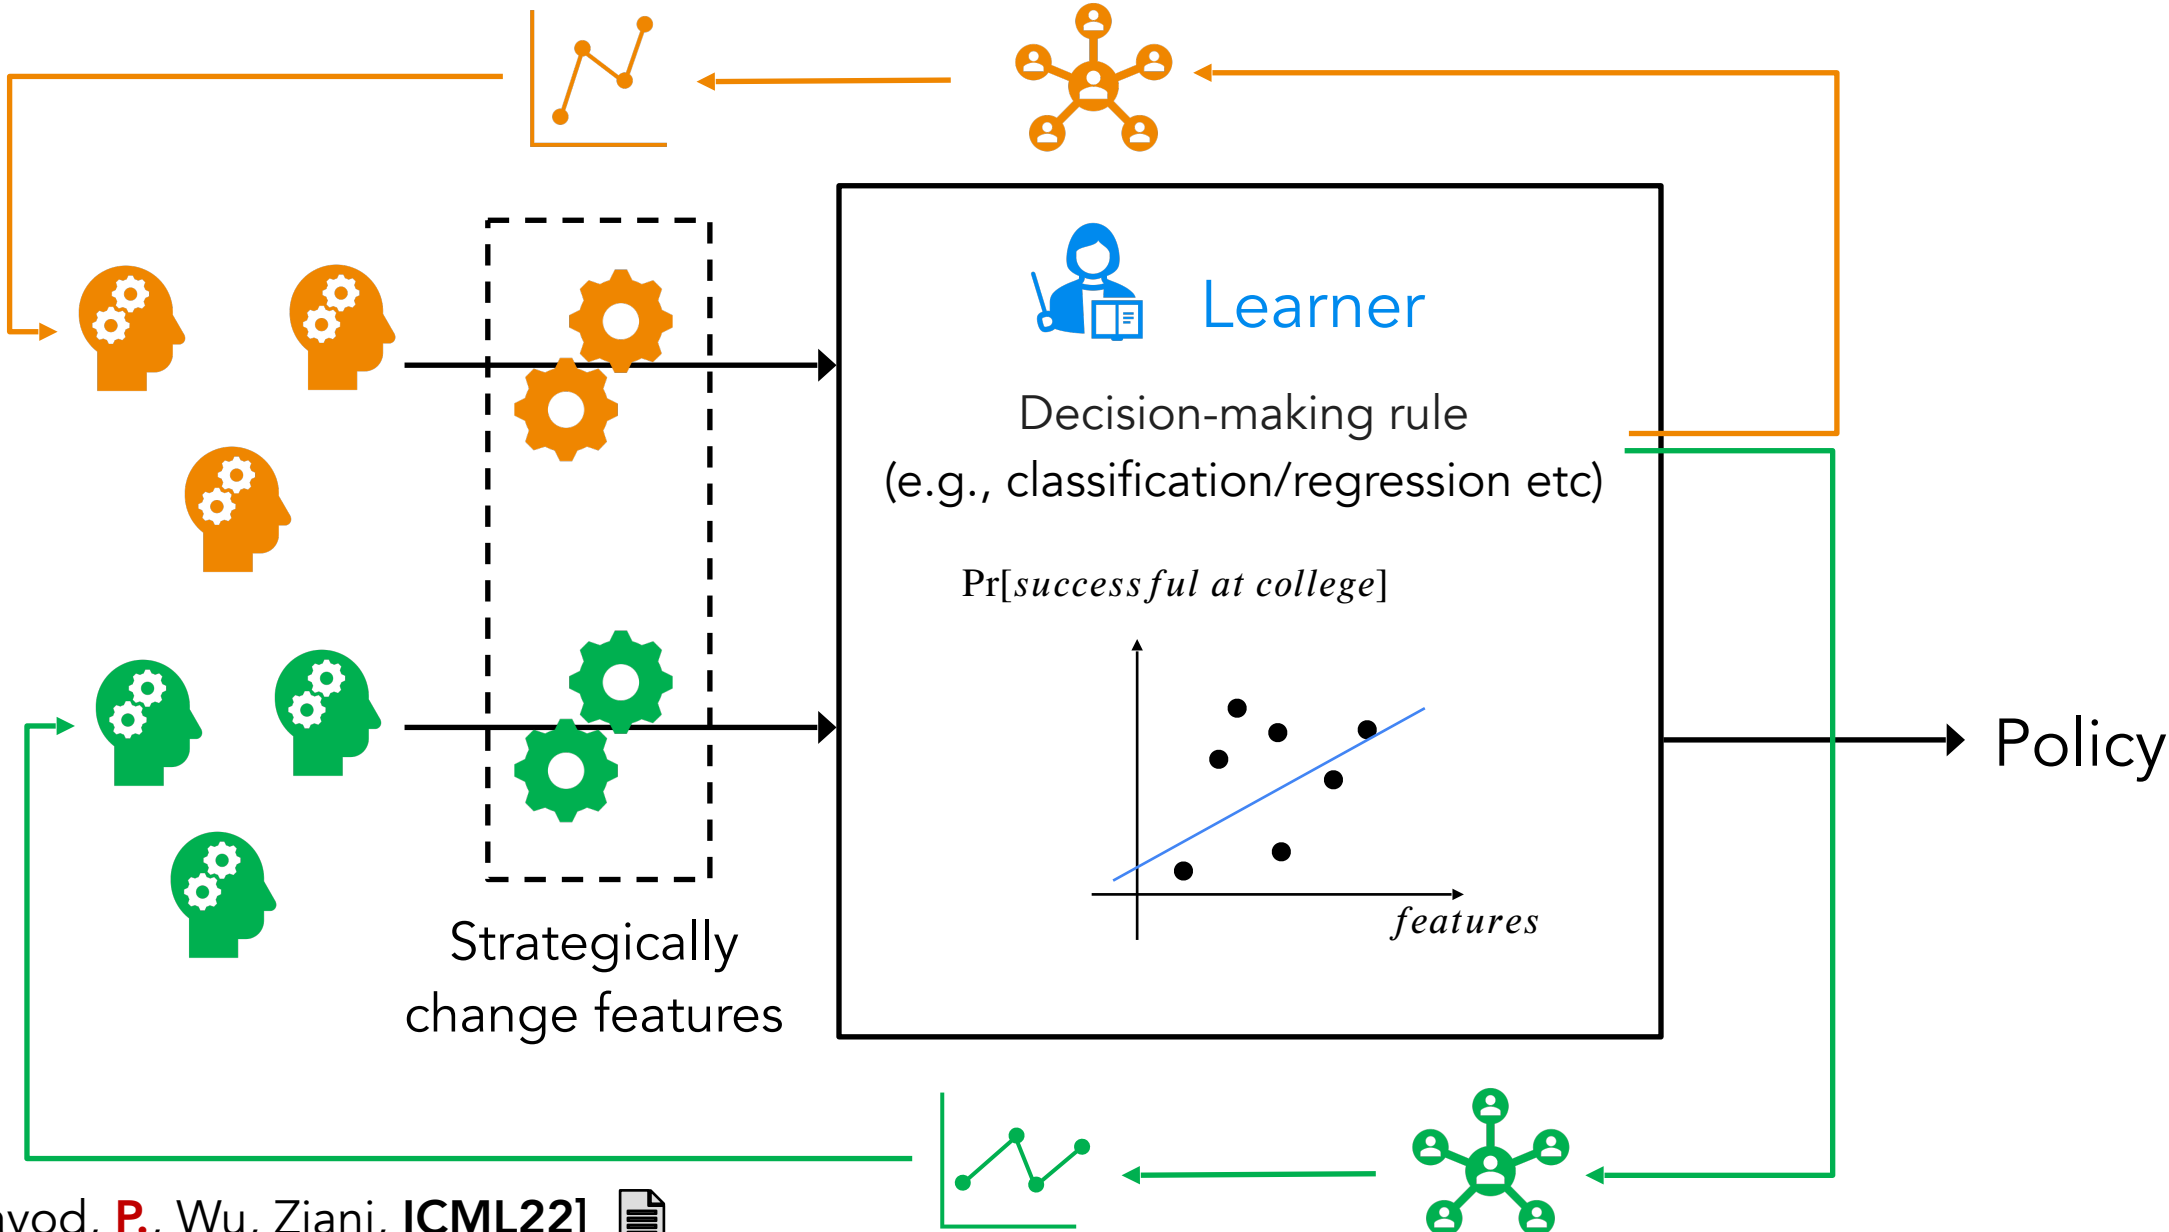 Learner
Decision-making rule
(e.g., classification/regression etc)
Pr[successful at college]
features
Strategically
change features
Policy
P., Wu, Ziani, ICML22]